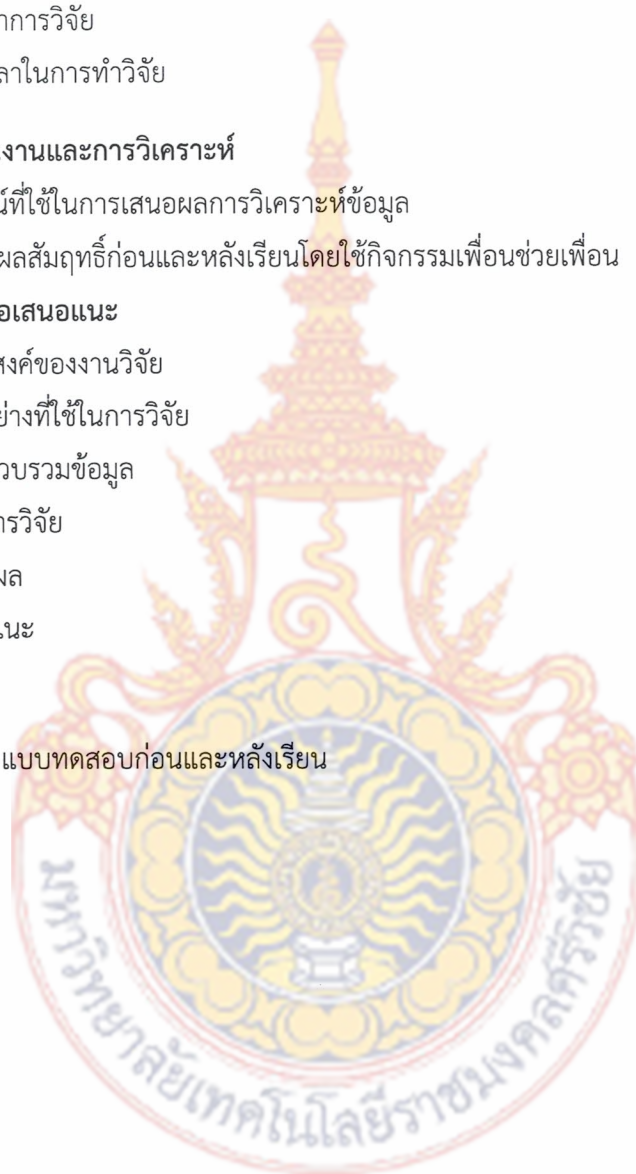 าการวิจัย
ลาในการทำวิจัย
งานและการวิเคราะห์
น์ที่ใช้ในการเสนอผลการวิเคราะห์ข้อมูล
ผลสัมฤทธิ์ก่อนและหลังเรียนโดยใช้กิจกรรมเพื่อนช่วยเพื่อน
อเสนอแนะ
สงค์ของงานวิจัย
ย่างที่ใช้ในการวิจัย
วบรวมข้อมูล
ารวิจัย
ผล
แนะ
แบบทดสอบก่อนและหลังเรียน
มหาวิทยาลัยเทคโนโลยีราชมงคลศรีวิชัย